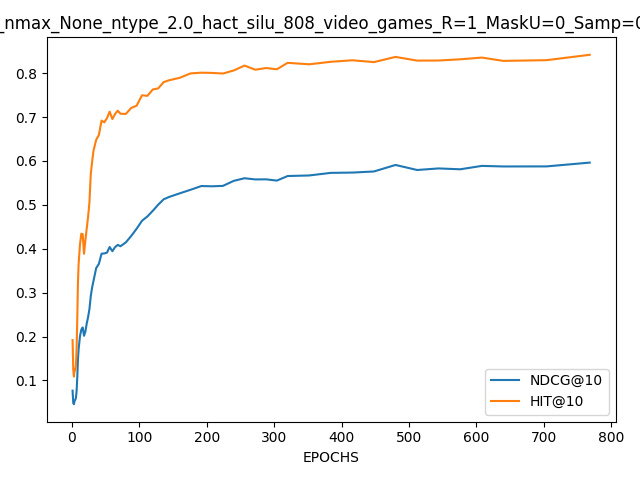 _nmax_None_ntype_2.0_hact_silu_808_video_games_R=1_MaskU=0_Samp=0
0.8
0.7
0.6
0.5
0.4
0.3
0.2
0.1
NDCG@10
HIT@10
0 100 200 300 400 500 600 700 800
EPOCHS